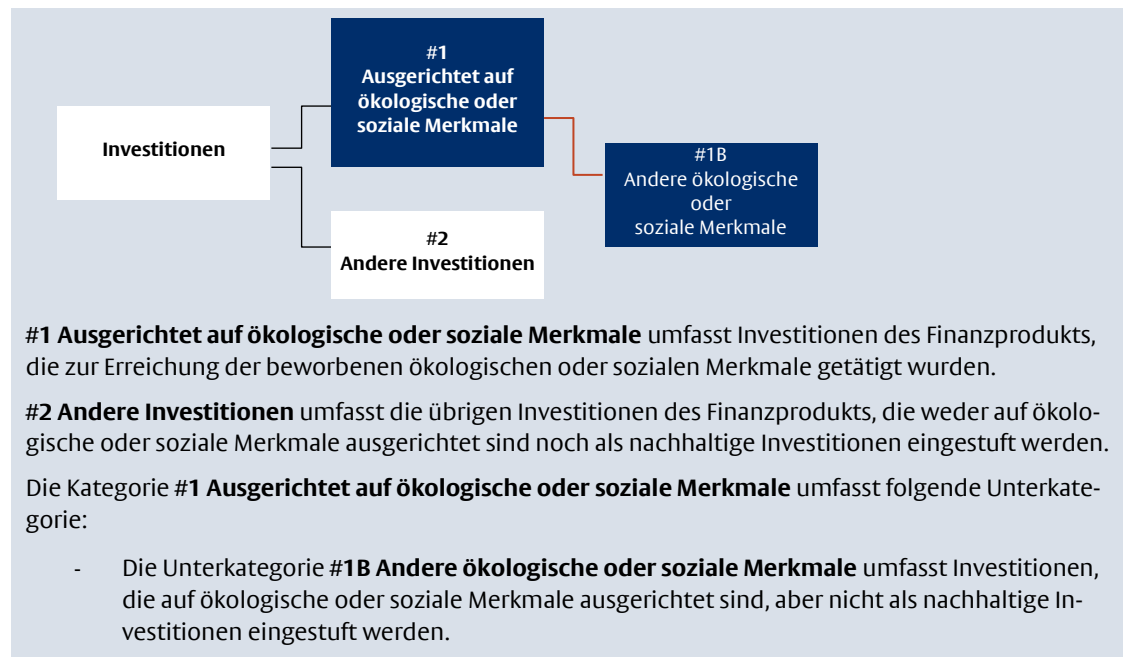 #1
Ausgerichtet auf
ökologische oder
soziale Merkmale
Investitionen
#1B
Andere ökologische
oder
soziale Merkmale
#2
Andere Investitionen
#1 Ausgerichtet auf ökologische oder soziale Merkmale umfasst Investitionen des Finanzprodukts,
die zur Erreichung der beworbenen ökologischen oder sozialen Merkmale getätigt wurden.
#2 Andere Investitionen umfasst die übrigen Investitionen des Finanzprodukts, die weder auf ökolo-
gische oder soziale Merkmale ausgerichtet sind noch als nachhaltige Investitionen eingestuft werden.
Die Kategorie #1 Ausgerichtet auf ökologische oder soziale Merkmale umfasst folgende Unterkate-
gorie:
- Die Unterkategorie #1B Andere ökologische oder soziale Merkmale umfasst Investitionen,
die auf ökologische oder soziale Merkmale ausgerichtet sind, aber nicht als nachhaltige In-
vestitionen eingestuft werden.